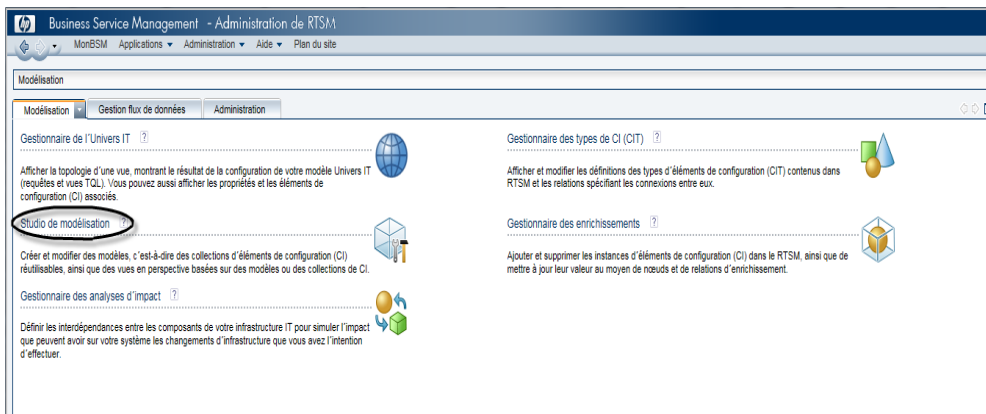 hp Business Service Management - Administration de RTSM
MonBSM Applications Administration Aide Plan du site
Modélisation
Modélisation Gestion flux de données Administration
Gestionnaire de l´Univers IT ?
Afficher la topologie d´une vue, montrant le résultat de la configuration de votre modèle Univers IT
(requêtes et vues TQL). Vous pouvez aussi afficher les propriétés et les éléments de
configuration (CI) associés.
Studio de modélisation ?
Créer et modifier des modèles, c´est-à-dire des collections d´éléments de configuration (CI)
réutilisables, ainsi que des vues en perspective basées sur des modèles ou des collections de CI.
Gestionnaire des analyses d´impact ?
Définir les interdépendances entre les composants de votre infrastructure IT pour simuler l´impact
que peuvent avoir sur votre système les changements d´infrastructure que vous avez l´intention
d´effectuer.
Gestionnaire des types de CI (CIT) ?
Afficher et modifier les définitions des types d´éléments de configuration (CIT) contenus dans
RTSM et les relations spécifiant les connexions entre eux.
Gestionnaire des enrichissements ?
Ajouter et supprimer les instances d´éléments de configuration (CI) dans le RTSM, ainsi que de
mettre à jour leur valeur au moyen de nœuds et de relations d´enrichissement.